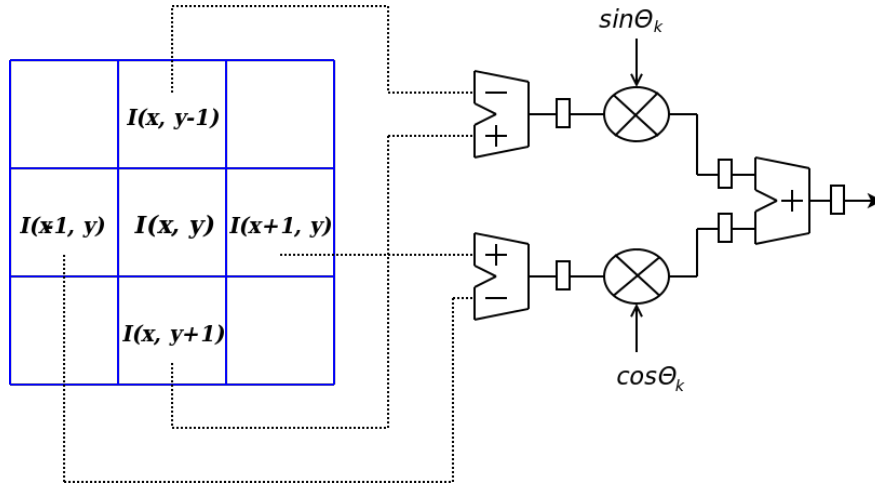 sinΘk
I(x, y-1)
−
+
I(x-1, y)
I(x, y)
I(x+1, y)
+
−
+
I(x, y+1)
cosΘk